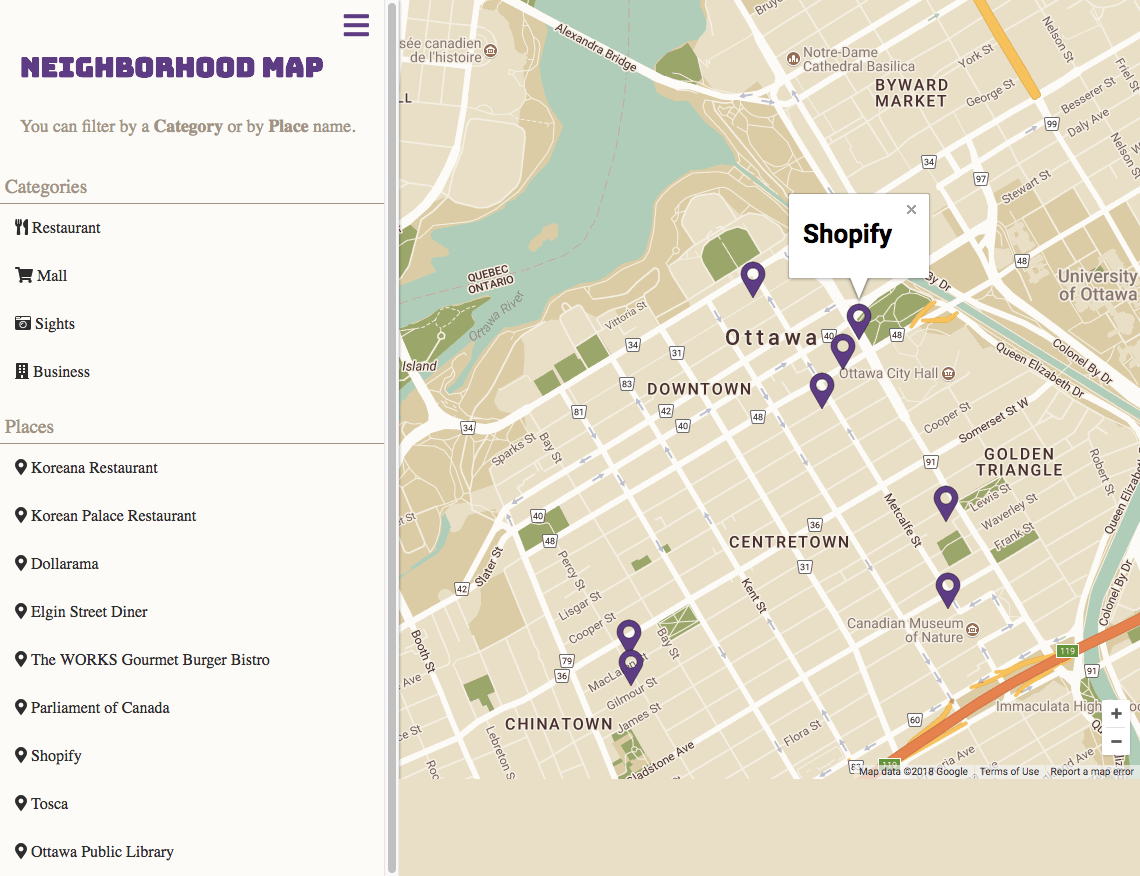 NEIGHBORHOOD MAP
You can filter by a Category or by Place name.
Categories
Restaurant
Mall
Sights
Business
Places
Koreana Restaurant
Korean Palace Restaurant
Dollarama
Elgin Street Diner
The WORKS Gourmet Burger Bistro
Parliament of Canada
Shopify
Tosca
Ottawa Public Library
Alexandra Bridge
sée canadien
de l'histoire
Notre-Dame
Cathedral Basilica
BYWARD
MARKET
York St
George St
Nelson St
Friel St
Besserer St
Daly Ave
Nelson St
99
34
97
Stewart St
LL
Shopify
×
48
University
of Ottawa
By Dr
QUEBEC
ONTARIO
Ottawa River
Vittoria St
Island
Ottawa
40
48
34
31
Ottawa City Hall
Queen Elizabeth Dr
Colonel By Dr
83
DOWNTOWN
81
42
40
48
34
Cooper St
Somerset St W
Sparks St
Bay St
91
GOLDEN
TRIANGLE
Robert St
Queen Elizab
Lewis St
Waverley St
Frank St
Metcalfe St
40
48
36
CENTRETOWN
31
Slater St
Percy St
42
Kent St
Lisgar St
Cooper St
Bay St
Colonel By Dr
Canadian Museum
of Nature
Booth St
79
36
Gilmour St
James St
119
91
Ave
CHINATOWN
ce St
Lebreton S
Flora St
60
Immaculata High
Gladstone Ave
+
−
119
Map data ©2018 Google
Terms of Use
Report a map error